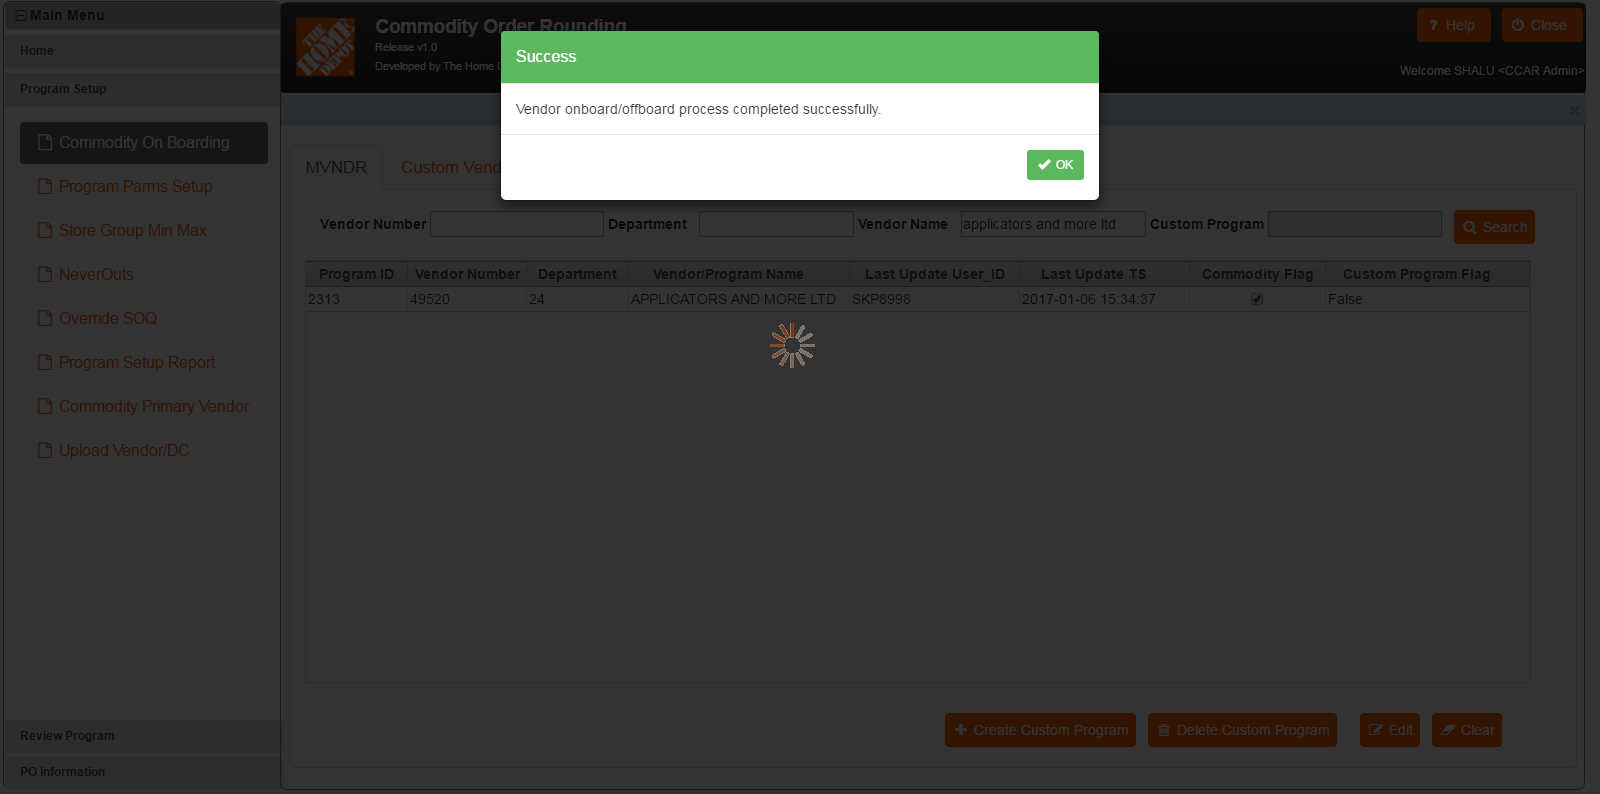 Main Menu
Home
Program Setup
Commodity On Boarding
Program Parms Setup
Store Group Min Max
NeverOuts
Override SOQ
Program Setup Report
Commodity Primary Vendor
Upload Vendor/DC
Review Program
PO Information
THE HOME DEPOT
Commodity Order Rounding
Release v1.0
Developed by The Home D
? Help
Close
Welcome SHALU <CCAR Admin>
Success
Vendor onboard/offboard process completed successfully.
OK
MVNDR Custom Vend
Vendor Number Department Vendor Name applicators and more ltd Custom Program Search
Program ID Vendor Number Department Vendor/Program Name Last Update User_ID Last Update TS Commodity Flag Custom Program Flag
2313 49520 24 APPLICATORS AND MORE LTD SKP8998 2017-01-06 15:34:37 False
Create Custom Program Delete Custom Program Edit Clear